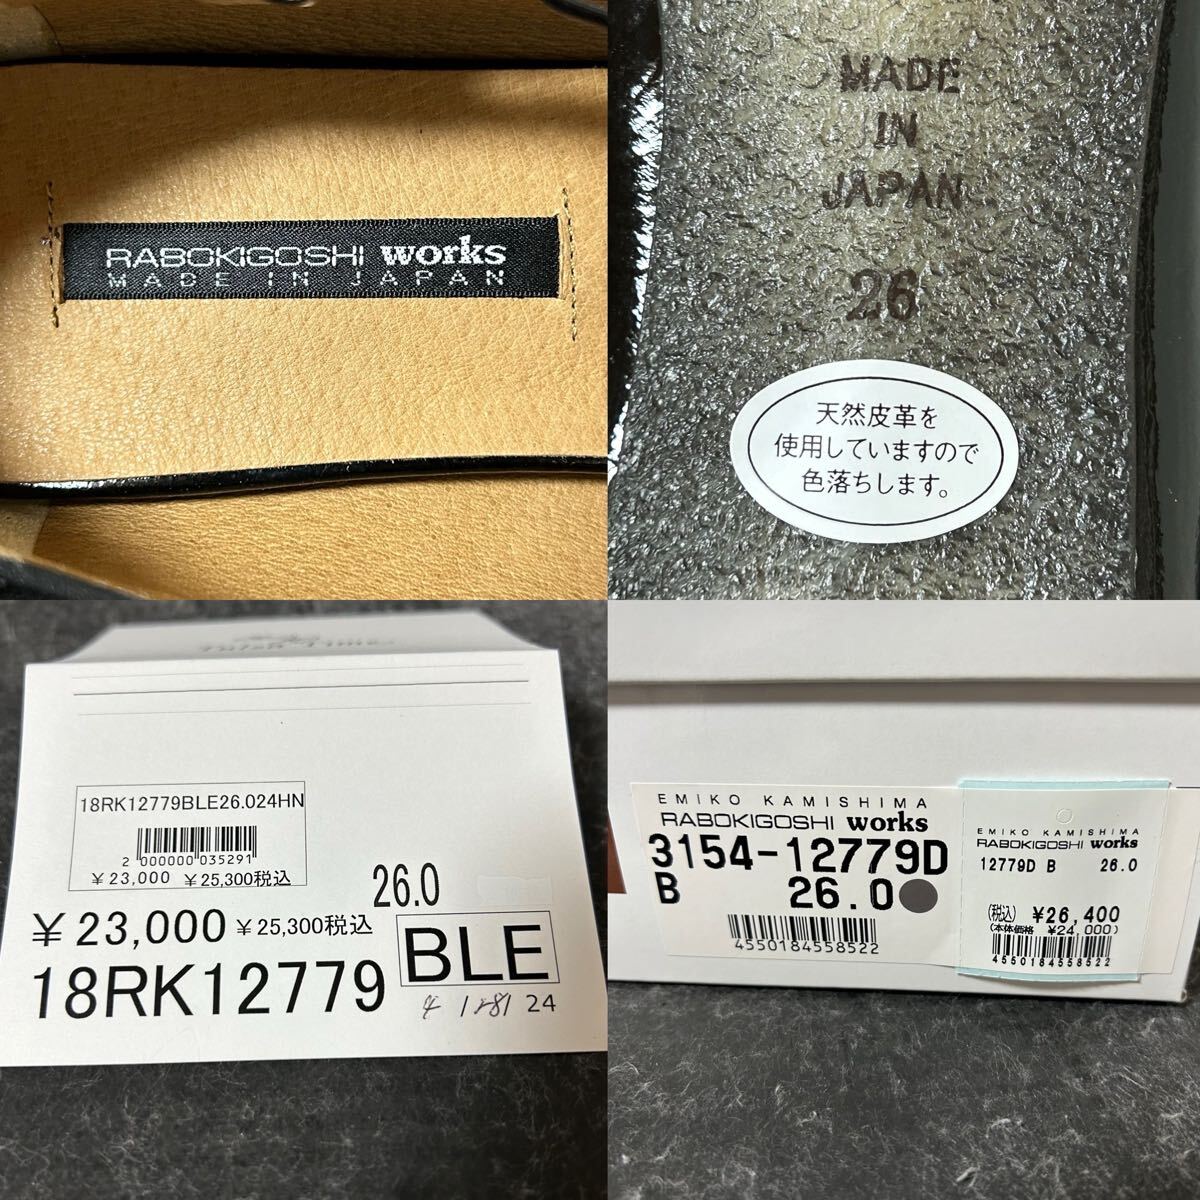 RABOKIGOSHI works
MADE IN JAPAN
MADE
IN
JAPAN
26
天然皮革を
使用していますので
色落ちします。
18RK12779BLE26.024HN
2 000000 035291
￥23,000 ￥25,300税込
26.0
￥23,000 ￥25,300税込
BLE
18RK12779
24
EMIKO KAMISHIMA
RABOKIGOSHI works
3154-12779D
B 26.0
4550184558522
EMIKO KAMISHIMA
RABOKIGOSHI works
12779D B 26.0
(税込) ￥26,400
(本体価格 ￥24,000)
4550184558522